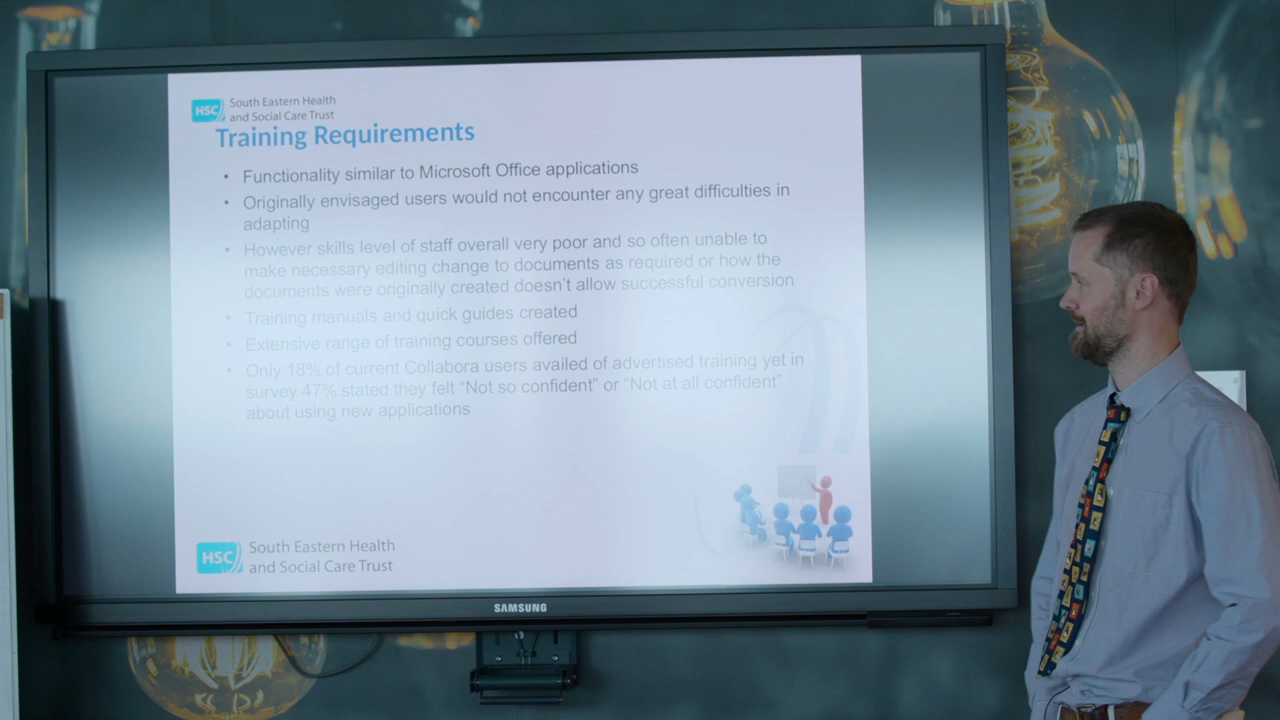 HSC South Eastern Health
and Social Care Trust
Training Requirements
• Functionality similar to Microsoft Office applications
• Originally envisaged users would not encounter any great difficulties in
adapting
• However skills level of staff overall very poor and so often unable to
make necessary editing change to documents as required or how the
documents were originally created doesn't allow successful conversion
• Training manuals and quick guides created
• Extensive range of training courses offered
• Only 18% of current Collabora users availed of advertised training yet in
survey 47% stated they felt “Not so confident” or “Not at all confident”
about using new applications
HSC South Eastern Health
and Social Care Trust
SAMSUNG